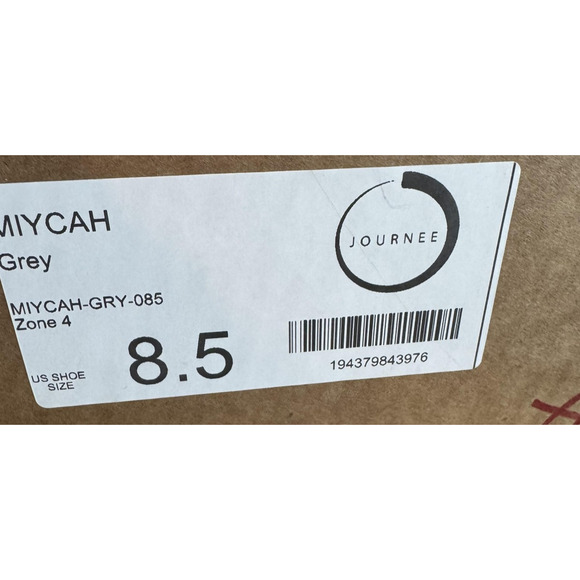 MIYCAH
Grey
MIYCAH-GRY-085
Zone 4
US SHOE
SIZE
8.5
JOURNEE
194379843976